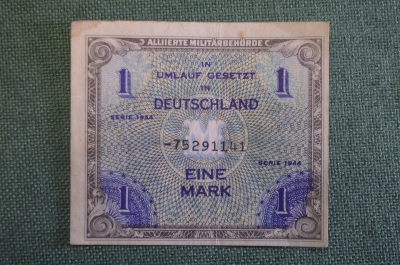 ALLIIERTE MILITÄRBEHÖRDE
1 IN 1
UMLAUF GESETZT
IN
DEUTSCHLAND
SERIE 1944
M
-75291141
SERIE 1944
EINE
1 MARK 1